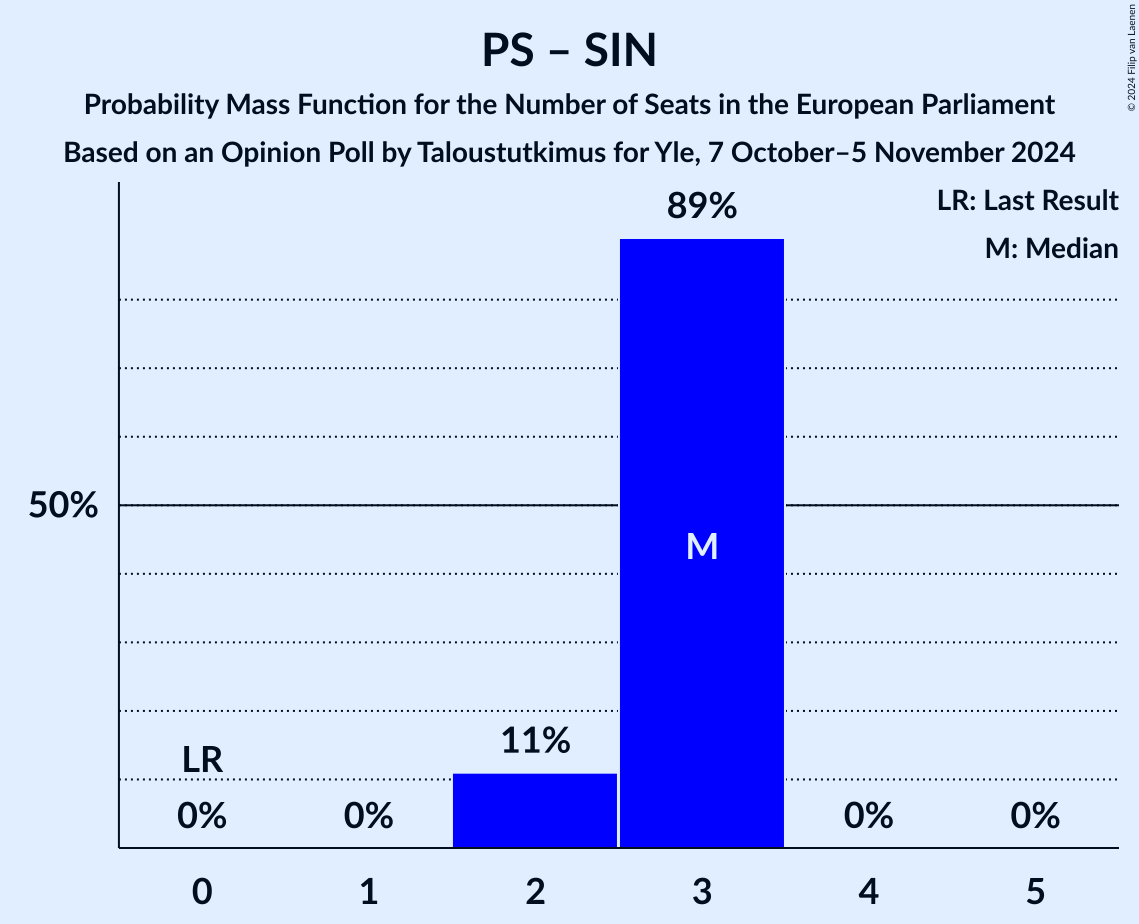 PS – SIN
Probability Mass Function for the Number of Seats in the European Parliament
Based on an Opinion Poll by Taloustutkimus for Yle, 7 October–5 November 2024
© 2024 Filip van Laenen
LR: Last Result
M: Median
89%
50%
M
11%
LR
0%
0%
0%
0%
0
1
2
3
4
5